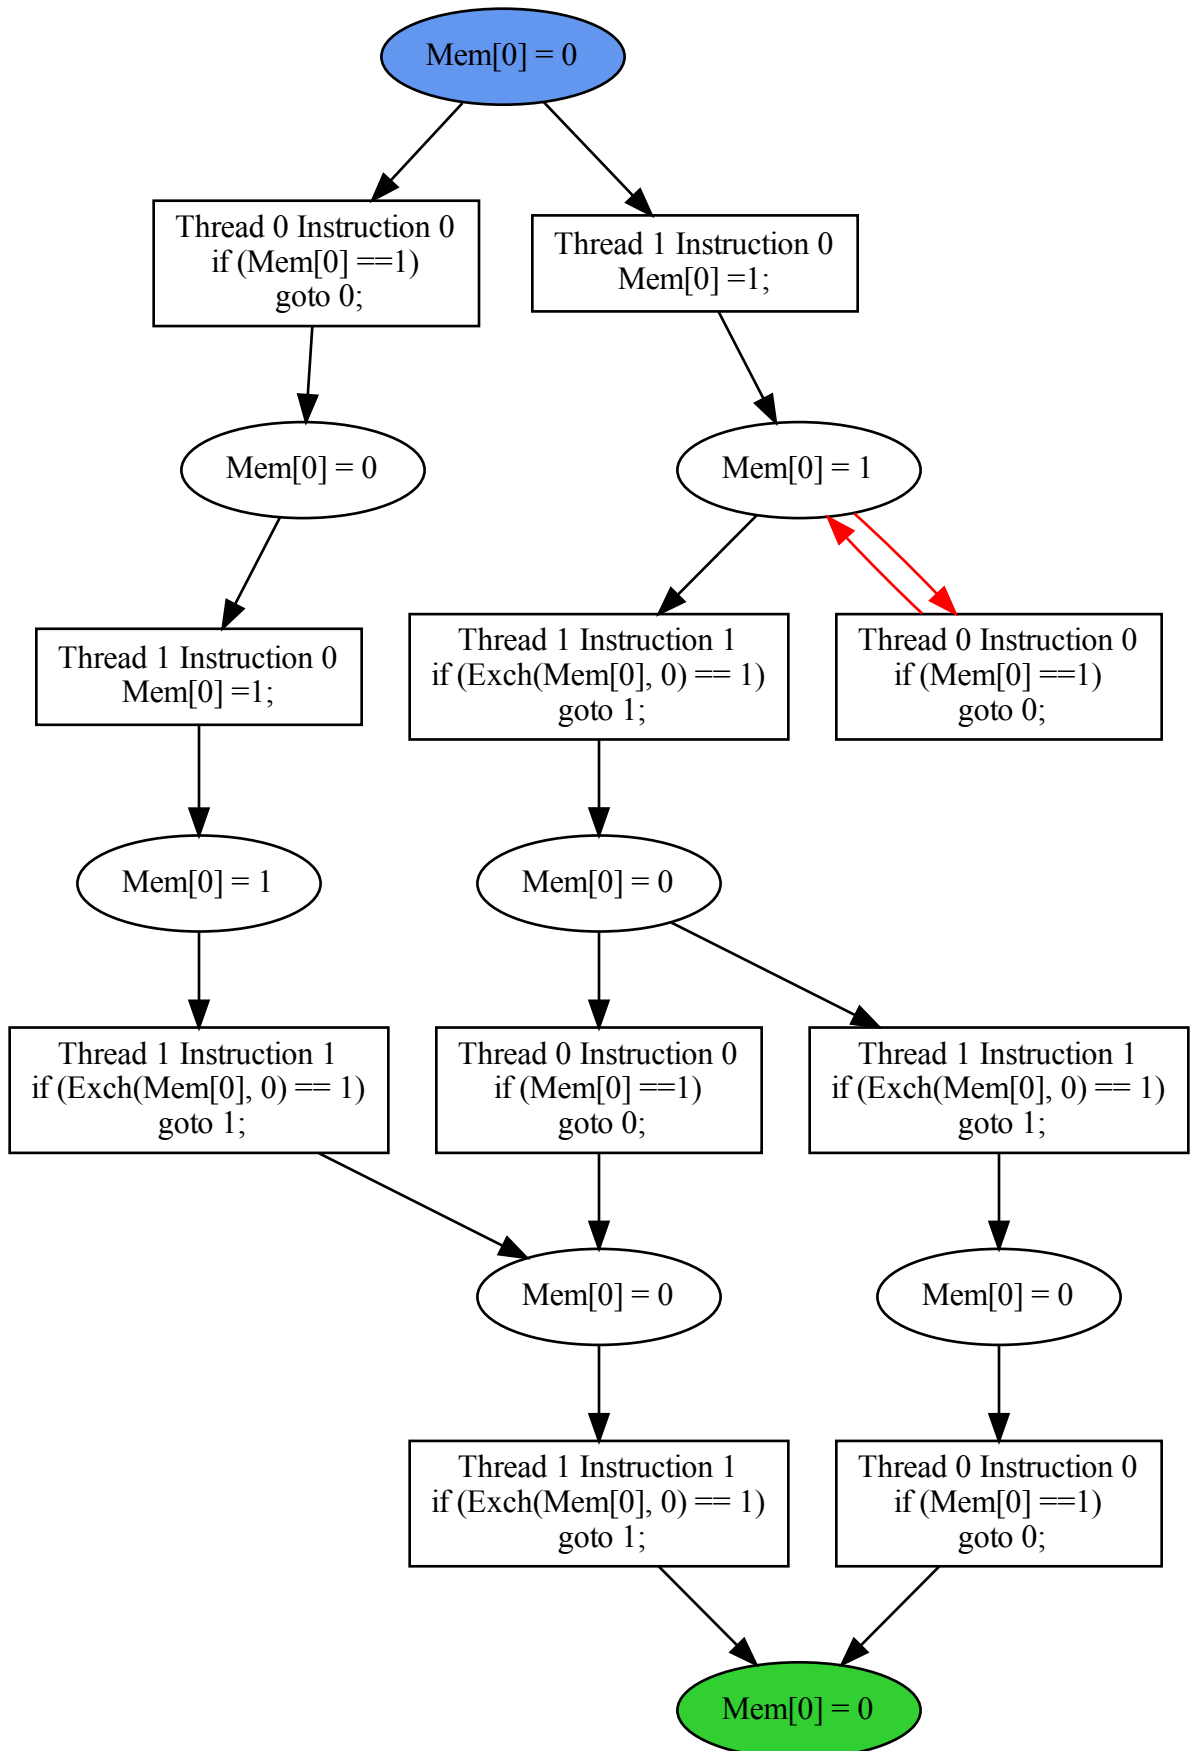 Mem[0] = 0
Thread 0 Instruction 0
if (Mem[0] ==1)
goto 0;
Thread 1 Instruction 0
Mem[0] =1;
Mem[0] = 0
Mem[0] = 1
Thread 1 Instruction 0
Mem[0] =1;
Thread 1 Instruction 1
if (Exch(Mem[0], 0) == 1)
goto 1;
Thread 0 Instruction 0
if (Mem[0] ==1)
goto 0;
Mem[0] = 1
Mem[0] = 0
Thread 1 Instruction 1
if (Exch(Mem[0], 0) == 1)
goto 1;
Thread 0 Instruction 0
if (Mem[0] ==1)
goto 0;
Thread 1 Instruction 1
if (Exch(Mem[0], 0) == 1)
goto 1;
Mem[0] = 0
Mem[0] = 0
Thread 1 Instruction 1
if (Exch(Mem[0], 0) == 1)
goto 1;
Thread 0 Instruction 0
if (Mem[0] ==1)
goto 0;
Mem[0] = 0